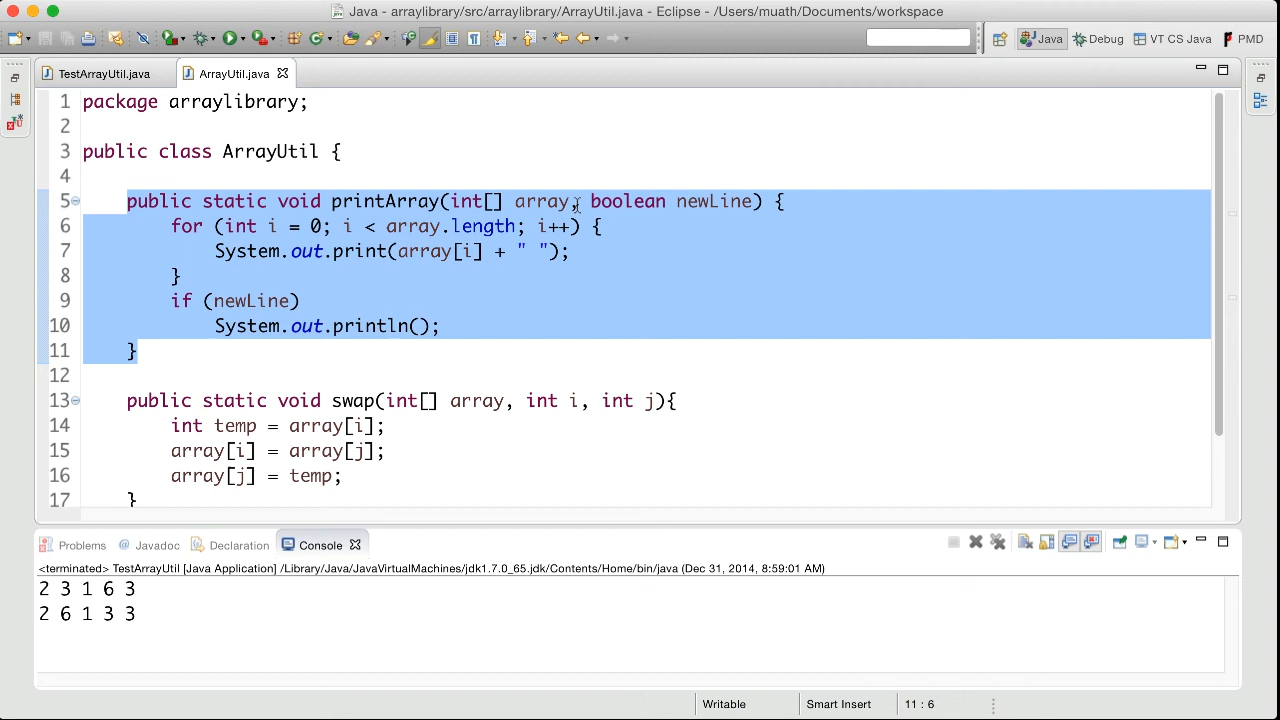 Java - arraylibrary/src/arraylibrary/ArrayUtil.java - Eclipse - /Users/muath/Documents/workspace
Java Debug VT CS Java PMD
TestArrayUtil.java ArrayUtil.java
1 package arraylibrary;
2
3 public class ArrayUtil {
4
5 public static void printArray(int[] array, boolean newLine) {
6 for (int i = 0; i < array.length; i++) {
7 System.out.print(array[i] + " ");
8 }
9 if (newLine)
10 System.out.println();
11 }
12
13 public static void swap(int[] array, int i, int j){
14 int temp = array[i];
15 array[i] = array[j];
16 array[j] = temp;
17 }
Problems @ Javadoc Declaration Console
<terminated> TestArrayUtil [Java Application] /Library/Java/JavaVirtualMachines/jdk1.7.0_65.jdk/Contents/Home/bin/java (Dec 31, 2014, 8:59:01 AM)
2 3 1 6 3
2 6 1 3 3
Writable Smart Insert 11 : 6